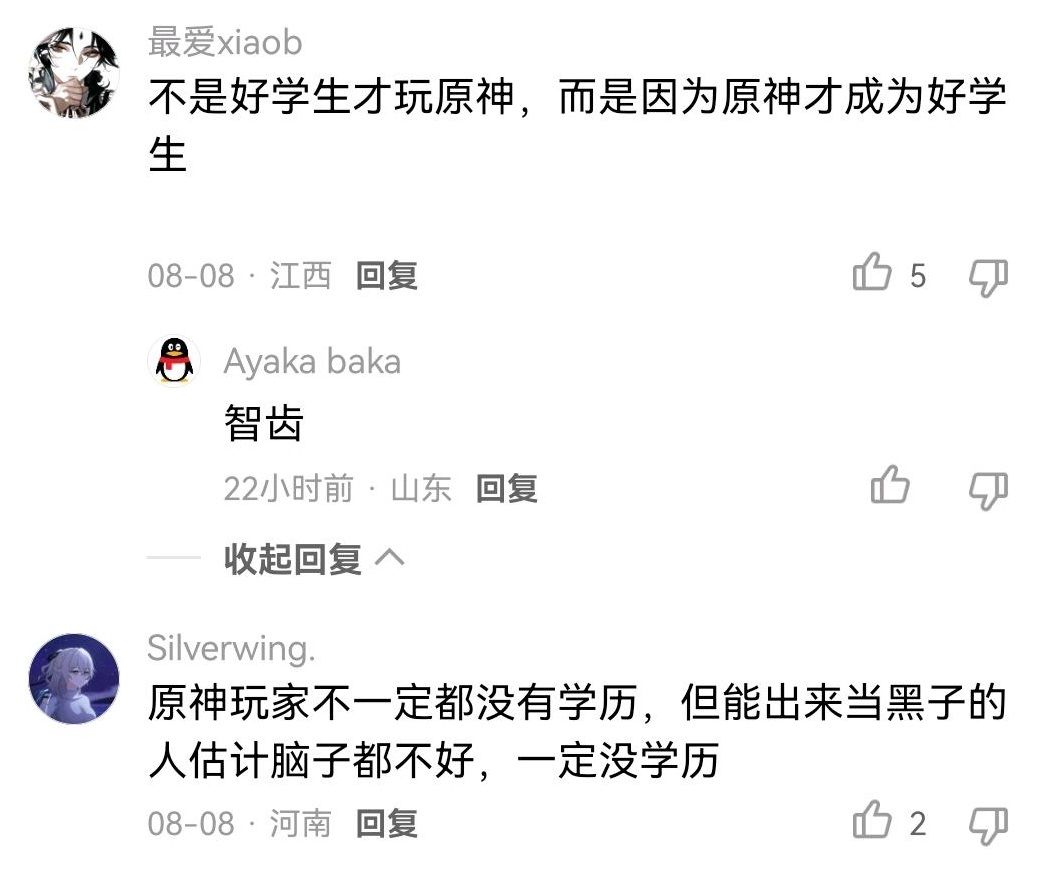 最爱xiaob
不是好学生才玩原神，而是因为原神才成为好学
生
08-08 · 江西 回复 5
Ayaka baka
智齿
22小时前 · 山东 回复
收起回复
Silverwing.
原神玩家不一定都没有学历，但能出来当黑子的
人估计脑子都不好，一定没学历
08-08 · 河南 回复 2